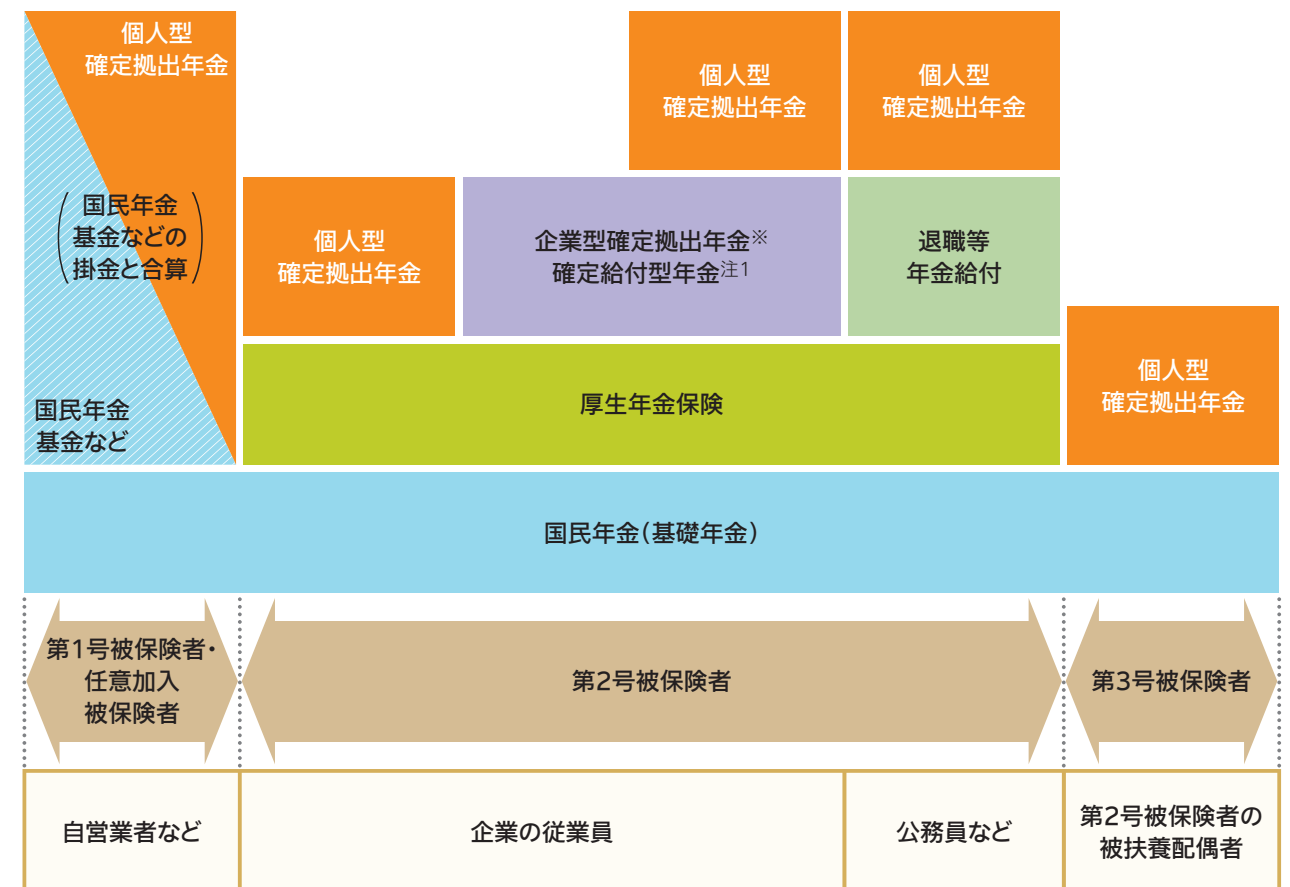 個人型
確定拠出年金
国民年金
基金などの
掛金と合算
国民年金
基金など
個人型
確定拠出年金
個人型
確定拠出年金
個人型
確定拠出年金
企業型確定拠出年金※
確定給付型年金注1
退職等
年金給付
厚生年金保険
個人型
確定拠出年金
国民年金(基礎年金)
第1号被保険者・
任意加入
被保険者
第2号被保険者
第3号被保険者
自営業者など
企業の従業員
公務員など
第2号被保険者の
被扶養配偶者